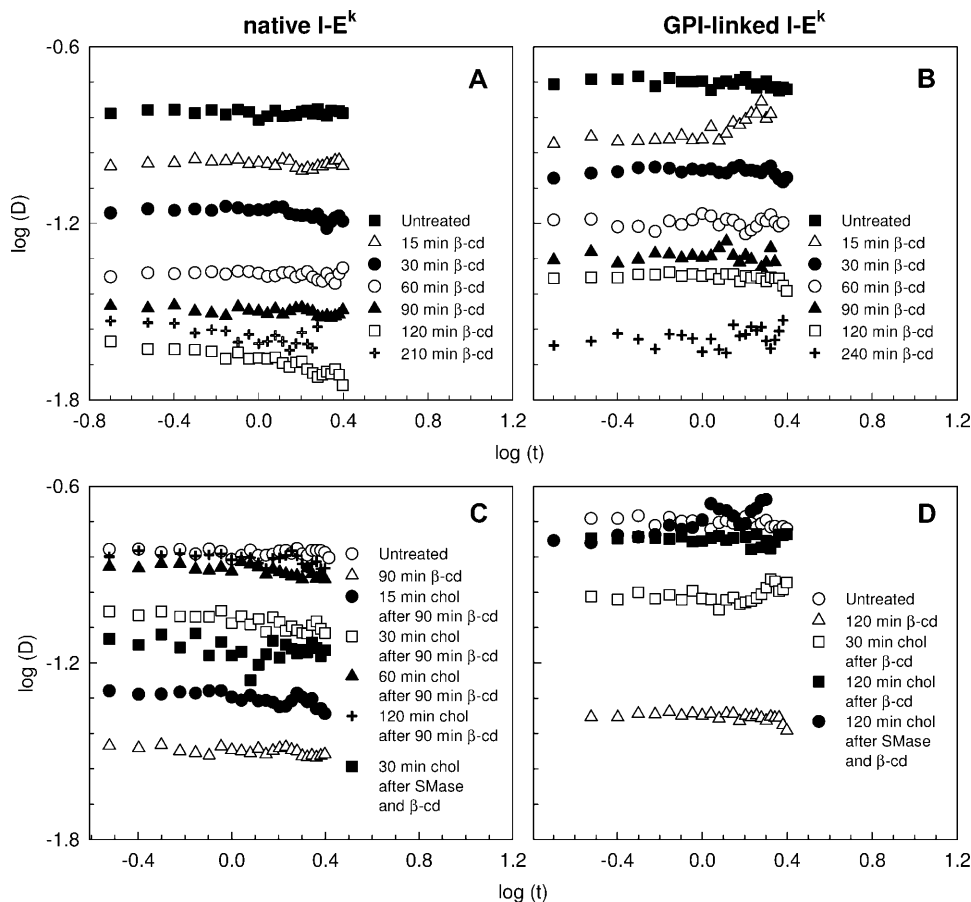 native I-Eᵏ
GPI-linked I-Eᵏ
-0.6
-1.2
-1.8
log (D)
A
Untreated
15 min β-cd
30 min β-cd
60 min β-cd
90 min β-cd
120 min β-cd
210 min β-cd
-0.8
-0.4
0.0
0.4
0.8
1.2
log (t)
B
Untreated
15 min β-cd
30 min β-cd
60 min β-cd
90 min β-cd
120 min β-cd
240 min β-cd
-0.4
0.0
0.4
0.8
1.2
log (t)
-0.6
-1.2
-1.8
log (D)
C
Untreated
90 min β-cd
15 min chol
after 90 min β-cd
30 min chol
after 90 min β-cd
60 min chol
after 90 min β-cd
120 min chol
after 90 min β-cd
30 min chol
after SMase
and β-cd
-0.4
0.0
0.4
0.8
1.2
log (t)
D
Untreated
120 min β-cd
30 min chol
after β-cd
120 min chol
after β-cd
120 min chol
after SMase
and β-cd
-0.4
0.0
0.4
0.8
1.2
log (t)